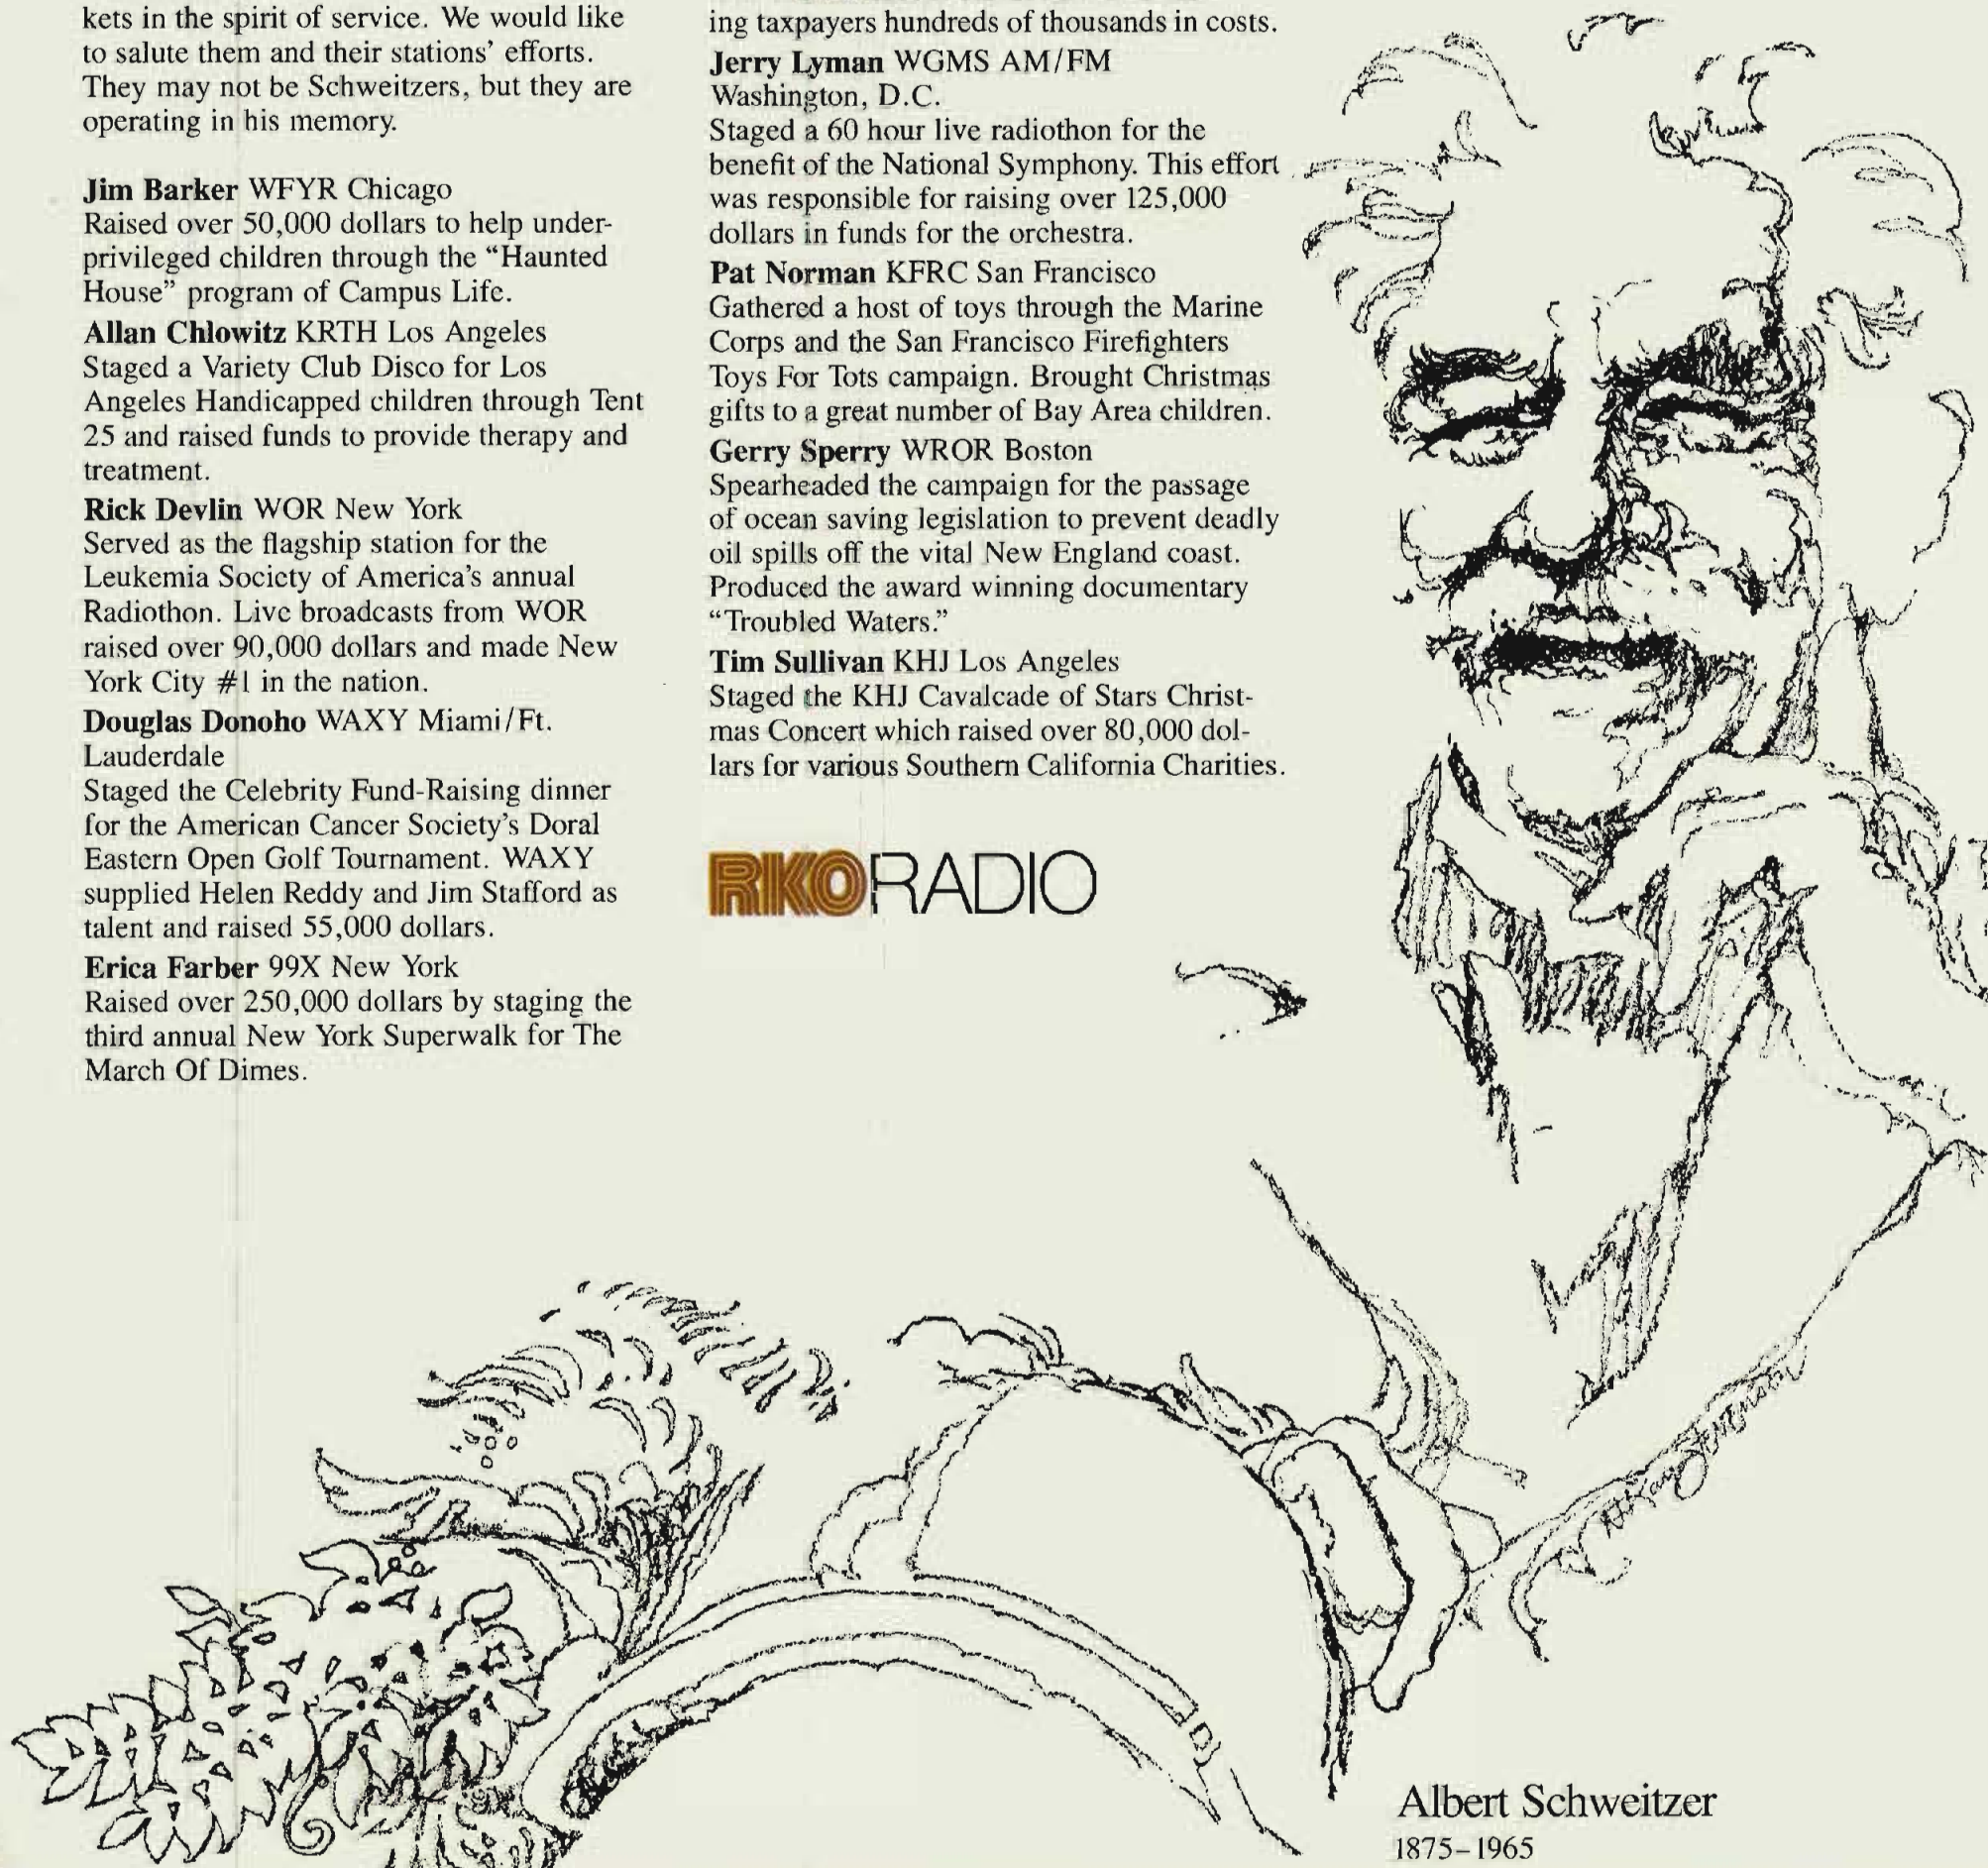 kets in the spirit of service. We would like
to salute them and their stations' efforts.
They may not be Schweitzers, but they are
operating in his memory.
Jim Barker WFYR Chicago
Raised over 50,000 dollars to help under-
privileged children through the “Haunted
House” program of Campus Life.
Allan Chlowitz KRTH Los Angeles
Staged a Variety Club Disco for Los
Angeles Handicapped children through Tent
25 and raised funds to provide therapy and
treatment.
Rick Devlin WOR New York
Served as the flagship station for the
Leukemia Society of America's annual
Radiothon. Live broadcasts from WOR
raised over 90,000 dollars and made New
York City #1 in the nation.
Douglas Donoho WAXY Miami/Ft.
Lauderdale
Staged the Celebrity Fund-Raising dinner
for the American Cancer Society's Doral
Eastern Open Golf Tournament. WAXY
supplied Helen Reddy and Jim Stafford as
talent and raised 55,000 dollars.
Erica Farber 99X New York
Raised over 250,000 dollars by staging the
third annual New York Superwalk for The
March Of Dimes.
ing taxpayers hundreds of thousands in costs.
Jerry Lyman WGMS AM/FM
Washington, D.C.
Staged a 60 hour live radiothon for the
benefit of the National Symphony. This effort
was responsible for raising over 125,000
dollars in funds for the orchestra.
Pat Norman KFRC San Francisco
Gathered a host of toys through the Marine
Corps and the San Francisco Firefighters
Toys For Tots campaign. Brought Christmas
gifts to a great number of Bay Area children.
Gerry Sperry WROR Boston
Spearheaded the campaign for the passage
of ocean saving legislation to prevent deadly
oil spills off the vital New England coast.
Produced the award winning documentary
“Troubled Waters.”
Tim Sullivan KHJ Los Angeles
Staged the KHJ Cavalcade of Stars Christ-
mas Concert which raised over 80,000 dol-
lars for various Southern California Charities.
RKO RADIO
Albert Schweitzer
1875–1965